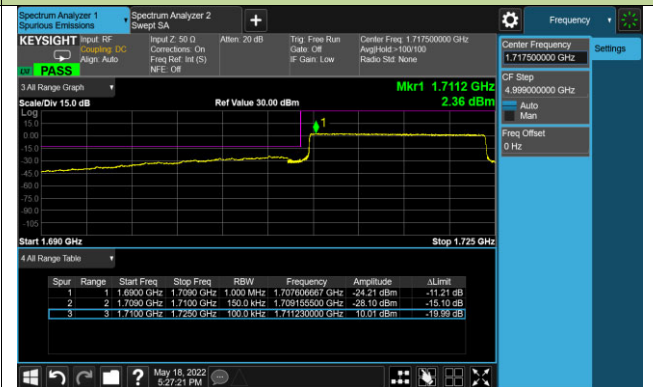 Spectrum Analyzer 1
Spurious Emissions
Spectrum Analyzer 2
Swept SA
+
Frequency
KEYSIGHT
Input: RF
Coupling: DC
Align: Auto
Input Z: 50 Ω
Corrections: On
Freq Ref: Int (S)
NFE: Off
Atten: 20 dB
Trig: Free Run
Gate: Off
IF Gain: Low
Center Freq: 1.717500000 GHz
Avg|Hold:>100/100
Radio Std: None
PASS
Center Frequency
1.717500000 GHz
Settings
CF Step
4.999000000 GHz
Auto
Man
Freq Offset
0 Hz
3 All Range Graph
Mkr1 1.7112 GHz
Scale/Div 15.0 dB
Ref Value 30.00 dBm
2.36 dBm
Log
15.0
0.00
-15.0
-30.0
-45.0
-60.0
-75.0
-90.0
-105
1
Start 1.690 GHz
Stop 1.725 GHz
4 All Range Table
Spur Range Start Freq Stop Freq RBW Frequency Amplitude ΔLimit
1 1 1.6900 GHz 1.7090 GHz 1.000 MHz 1.707606667 GHz -24.21 dBm -11.21 dB
2 2 1.7090 GHz 1.7100 GHz 150.0 kHz 1.709155500 GHz -28.10 dBm -15.10 dB
3 3 1.7100 GHz 1.7250 GHz 100.0 kHz 1.711230000 GHz 10.01 dBm -19.99 dB
?
May 18, 2022
5:27:21 PM